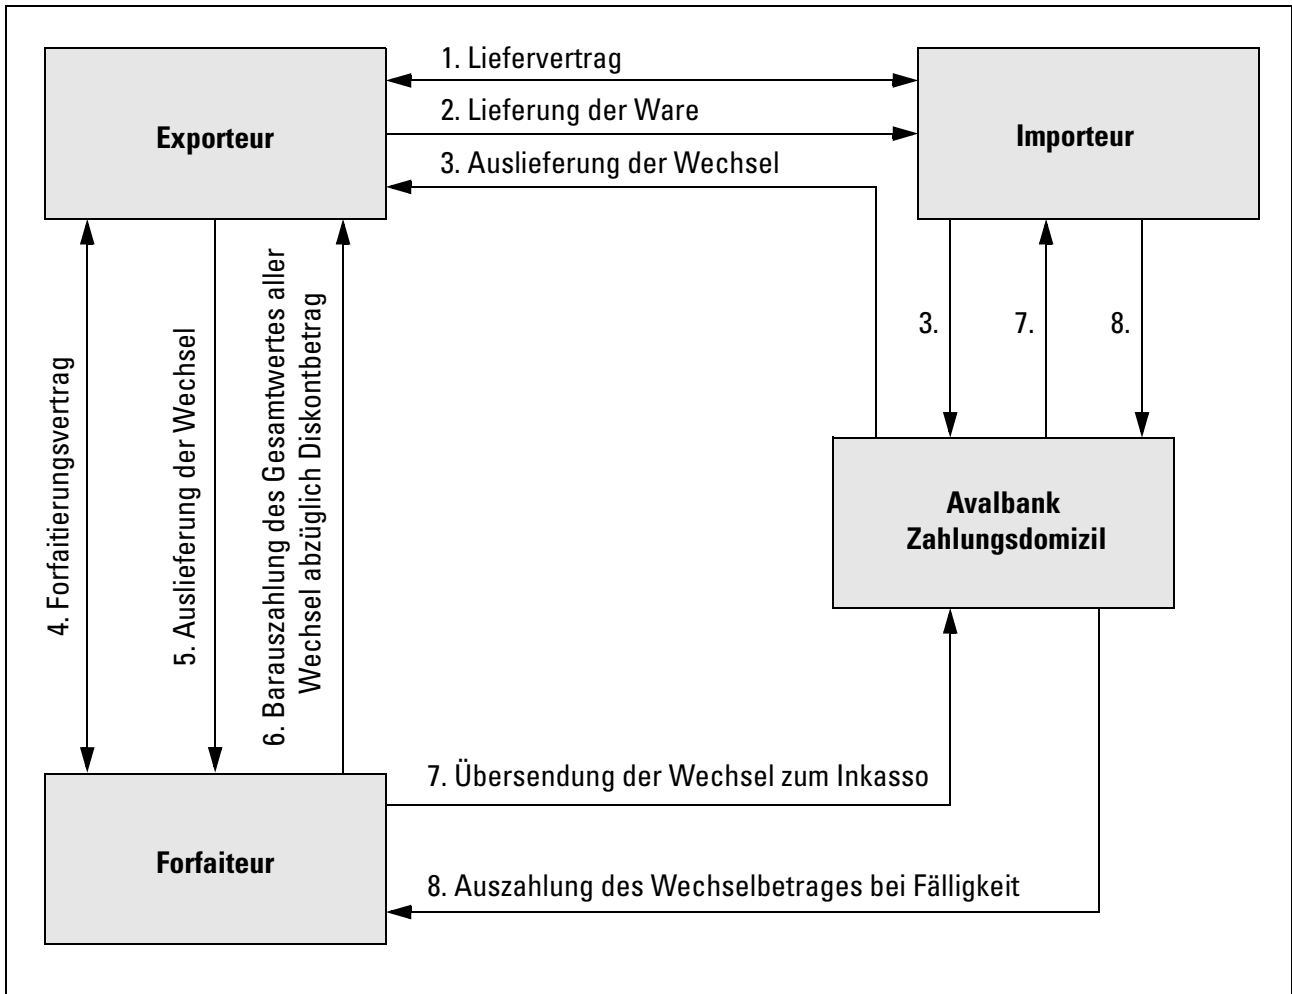 1. Liefervertrag
Exporteur
2. Lieferung der Ware
Importeur
3. Auslieferung der Wechsel
4. Forfaitierungsvertrag
5. Auslieferung der Wechsel
6. Barauszahlung des Gesamtwertes aller
Wechsel abzüglich Diskontbetrag
3.
7.
8.
Avalbank
Zahlungsdomizil
7. Übersendung der Wechsel zum Inkasso
Forfaiteur
8. Auszahlung des Wechselbetrages bei Fälligkeit